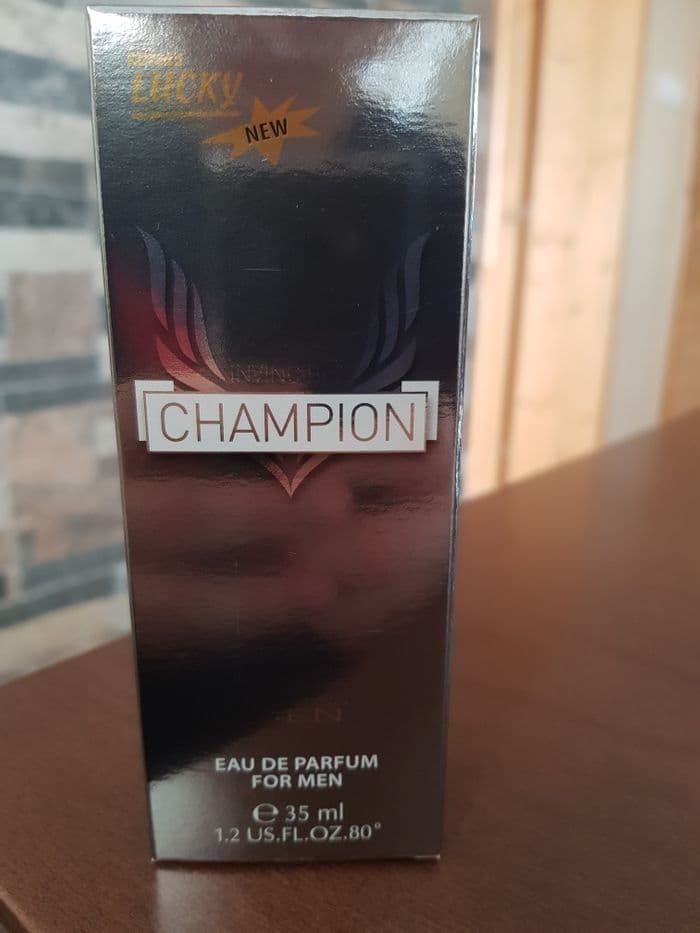 LUCKY
NEW
CHAMPION
EAU DE PARFUM
FOR MEN
℮ 35 ml
1.2 US.FL.OZ.80°